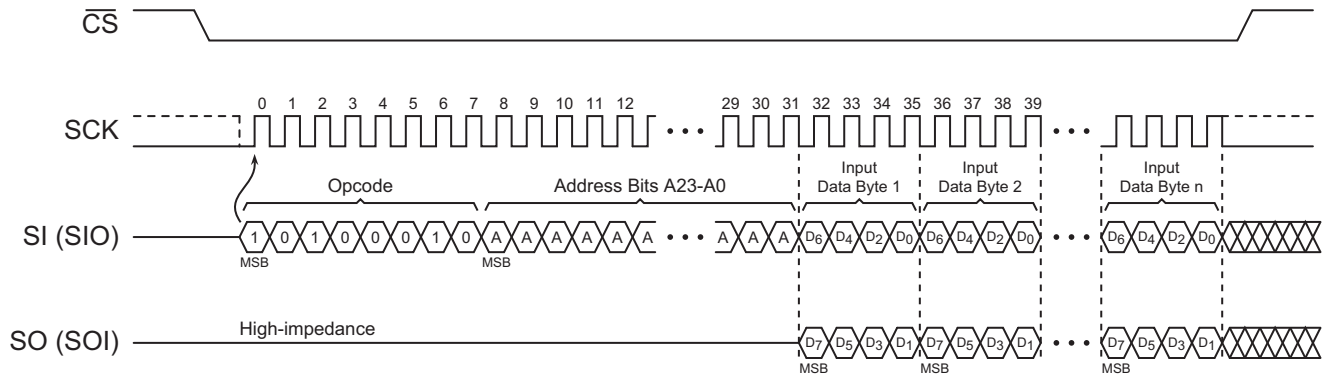 CS
0 1 2 3 4 5 6 7 8 9 10 11 12 29 30 31 32 33 34 35 36 37 38 39
SCK • • • • • • •
Opcode
Address Bits A23-A0
Input
Data Byte 1
Input
Data Byte 2
Input
Data Byte n
SI (SIO) 1 0 1 0 0 0 1 0 A A A A A A • • • A A A D6 D4 D2 D0 D6 D4 D2 D0 • • • • D6 D4 D2 D0
MSB MSB
High-impedance
SO (SOI) D7 D5 D3 D1 D7 D5 D3 D1 • • • • D7 D5 D3 D1
MSB MSB MSB